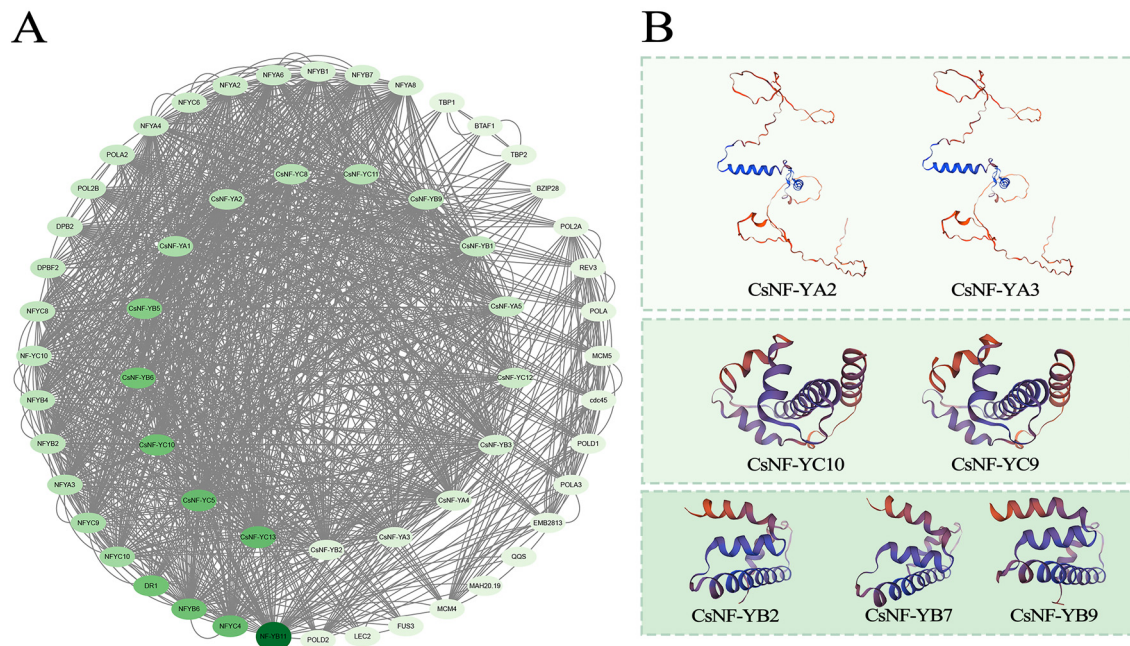 A
B
NFYA6
NFYB1
NFYB7
NFYA2
NFYA8
NFYC6
TBP1
NFYA4
BTAF1
POLA2
TBP2
CsNF-YC8
CsNF-YC11
POL2B
CsNF-YA2
CsNF-YB9
BZIP28
DPB2
POL2A
CsNF-YA1
CsNF-YB1
DPBF2
REV3
CsNF-YB5
CsNF-YA5
NFYC8
POLA
NF-YC10
MCM5
CsNF-YB6
CsNF-YC12
NFYB4
cdc45
NFYB2
CsNF-YC10
CsNF-YB3
POLD1
NFYA3
POLA3
CsNF-YC5
CsNF-YA4
NFYC9
EMB2813
CsNF-YC13
CsNF-YA3
CsNF-YB2
NFYC10
QQS
DR1
MAH20.19
NFYB6
MCM4
NFYC4
FUS3
NF-YB11
POLD2
LEC2
CsNF-YA2
CsNF-YA3
CsNF-YC10
CsNF-YC9
CsNF-YB2
CsNF-YB7
CsNF-YB9